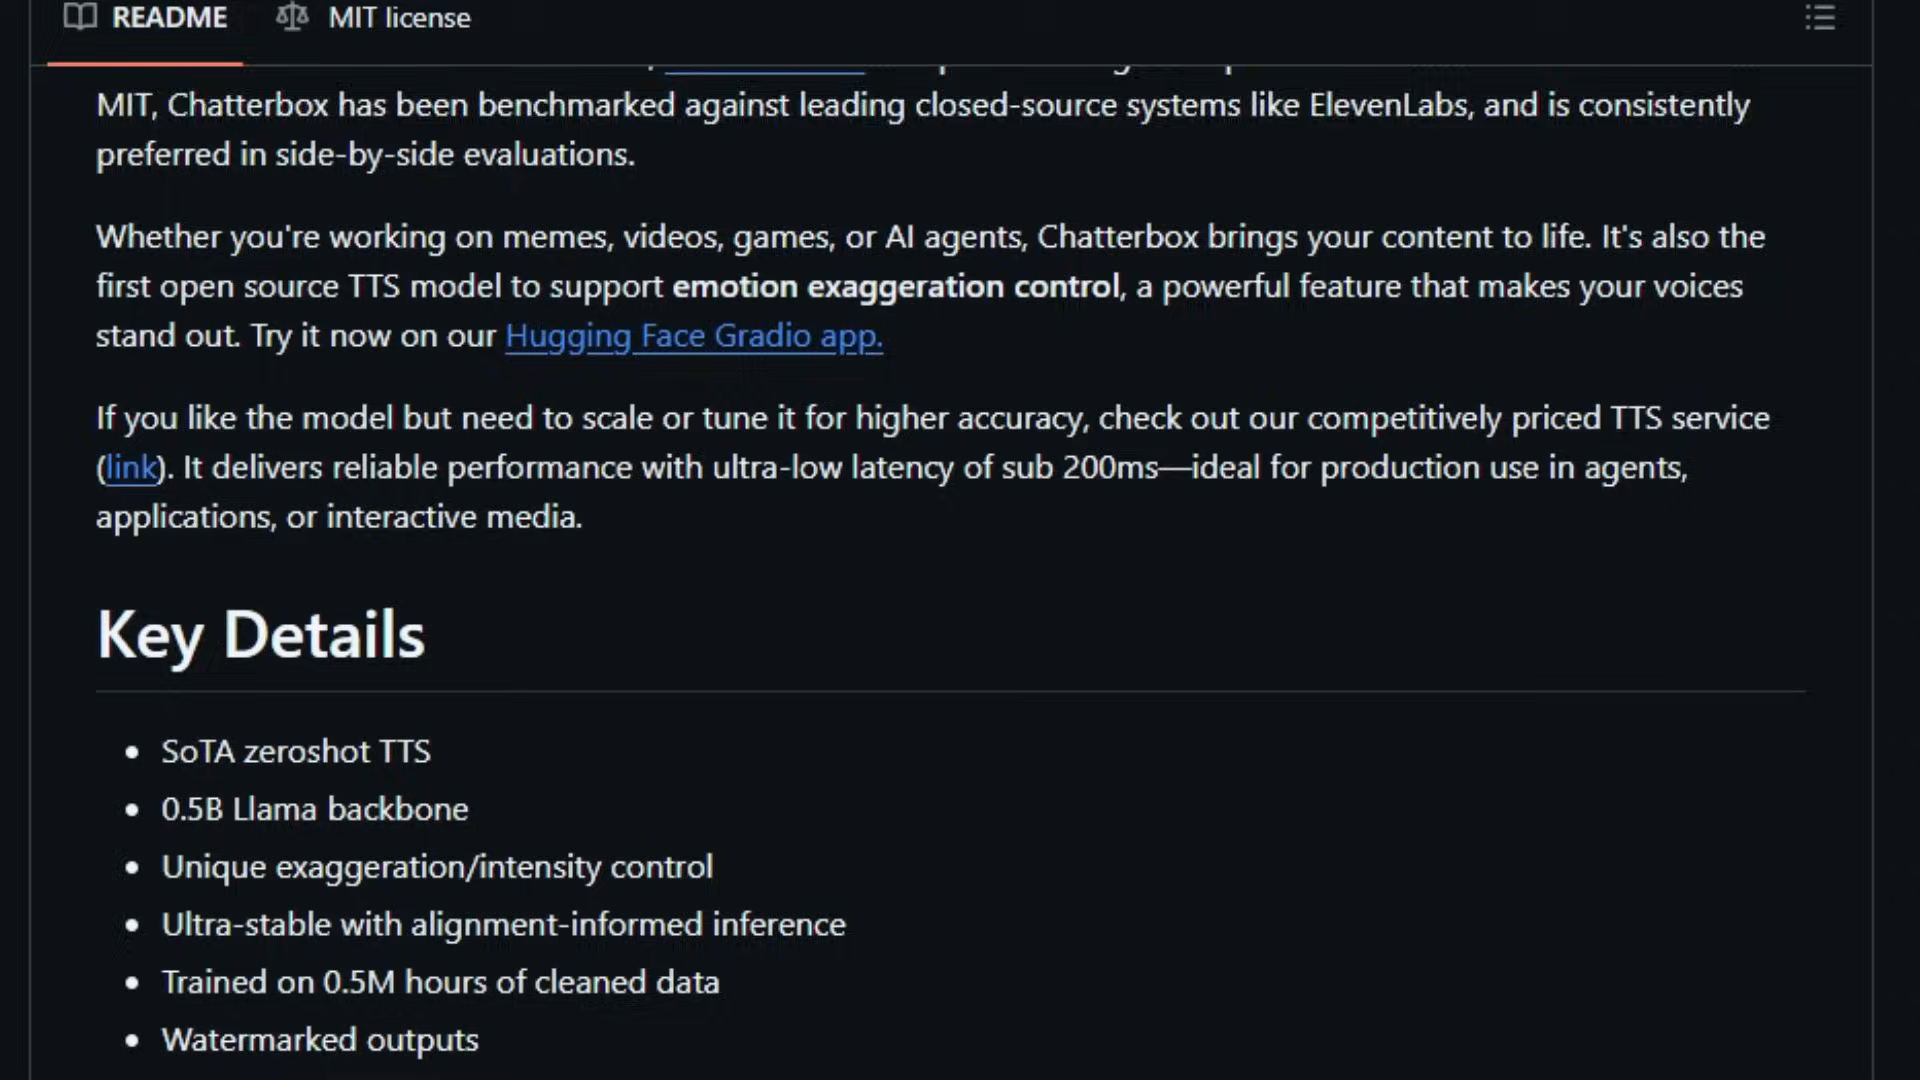 README MIT license
MIT, Chatterbox has been benchmarked against leading closed-source systems like ElevenLabs, and is consistently
preferred in side-by-side evaluations.
Whether you're working on memes, videos, games, or AI agents, Chatterbox brings your content to life. It's also the
first open source TTS model to support emotion exaggeration control, a powerful feature that makes your voices
stand out. Try it now on our Hugging Face Gradio app.
If you like the model but need to scale or tune it for higher accuracy, check out our competitively priced TTS service
(link). It delivers reliable performance with ultra-low latency of sub 200ms—ideal for production use in agents,
applications, or interactive media.
Key Details
• SoTA zeroshot TTS
• 0.5B Llama backbone
• Unique exaggeration/intensity control
• Ultra-stable with alignment-informed inference
• Trained on 0.5M hours of cleaned data
• Watermarked outputs